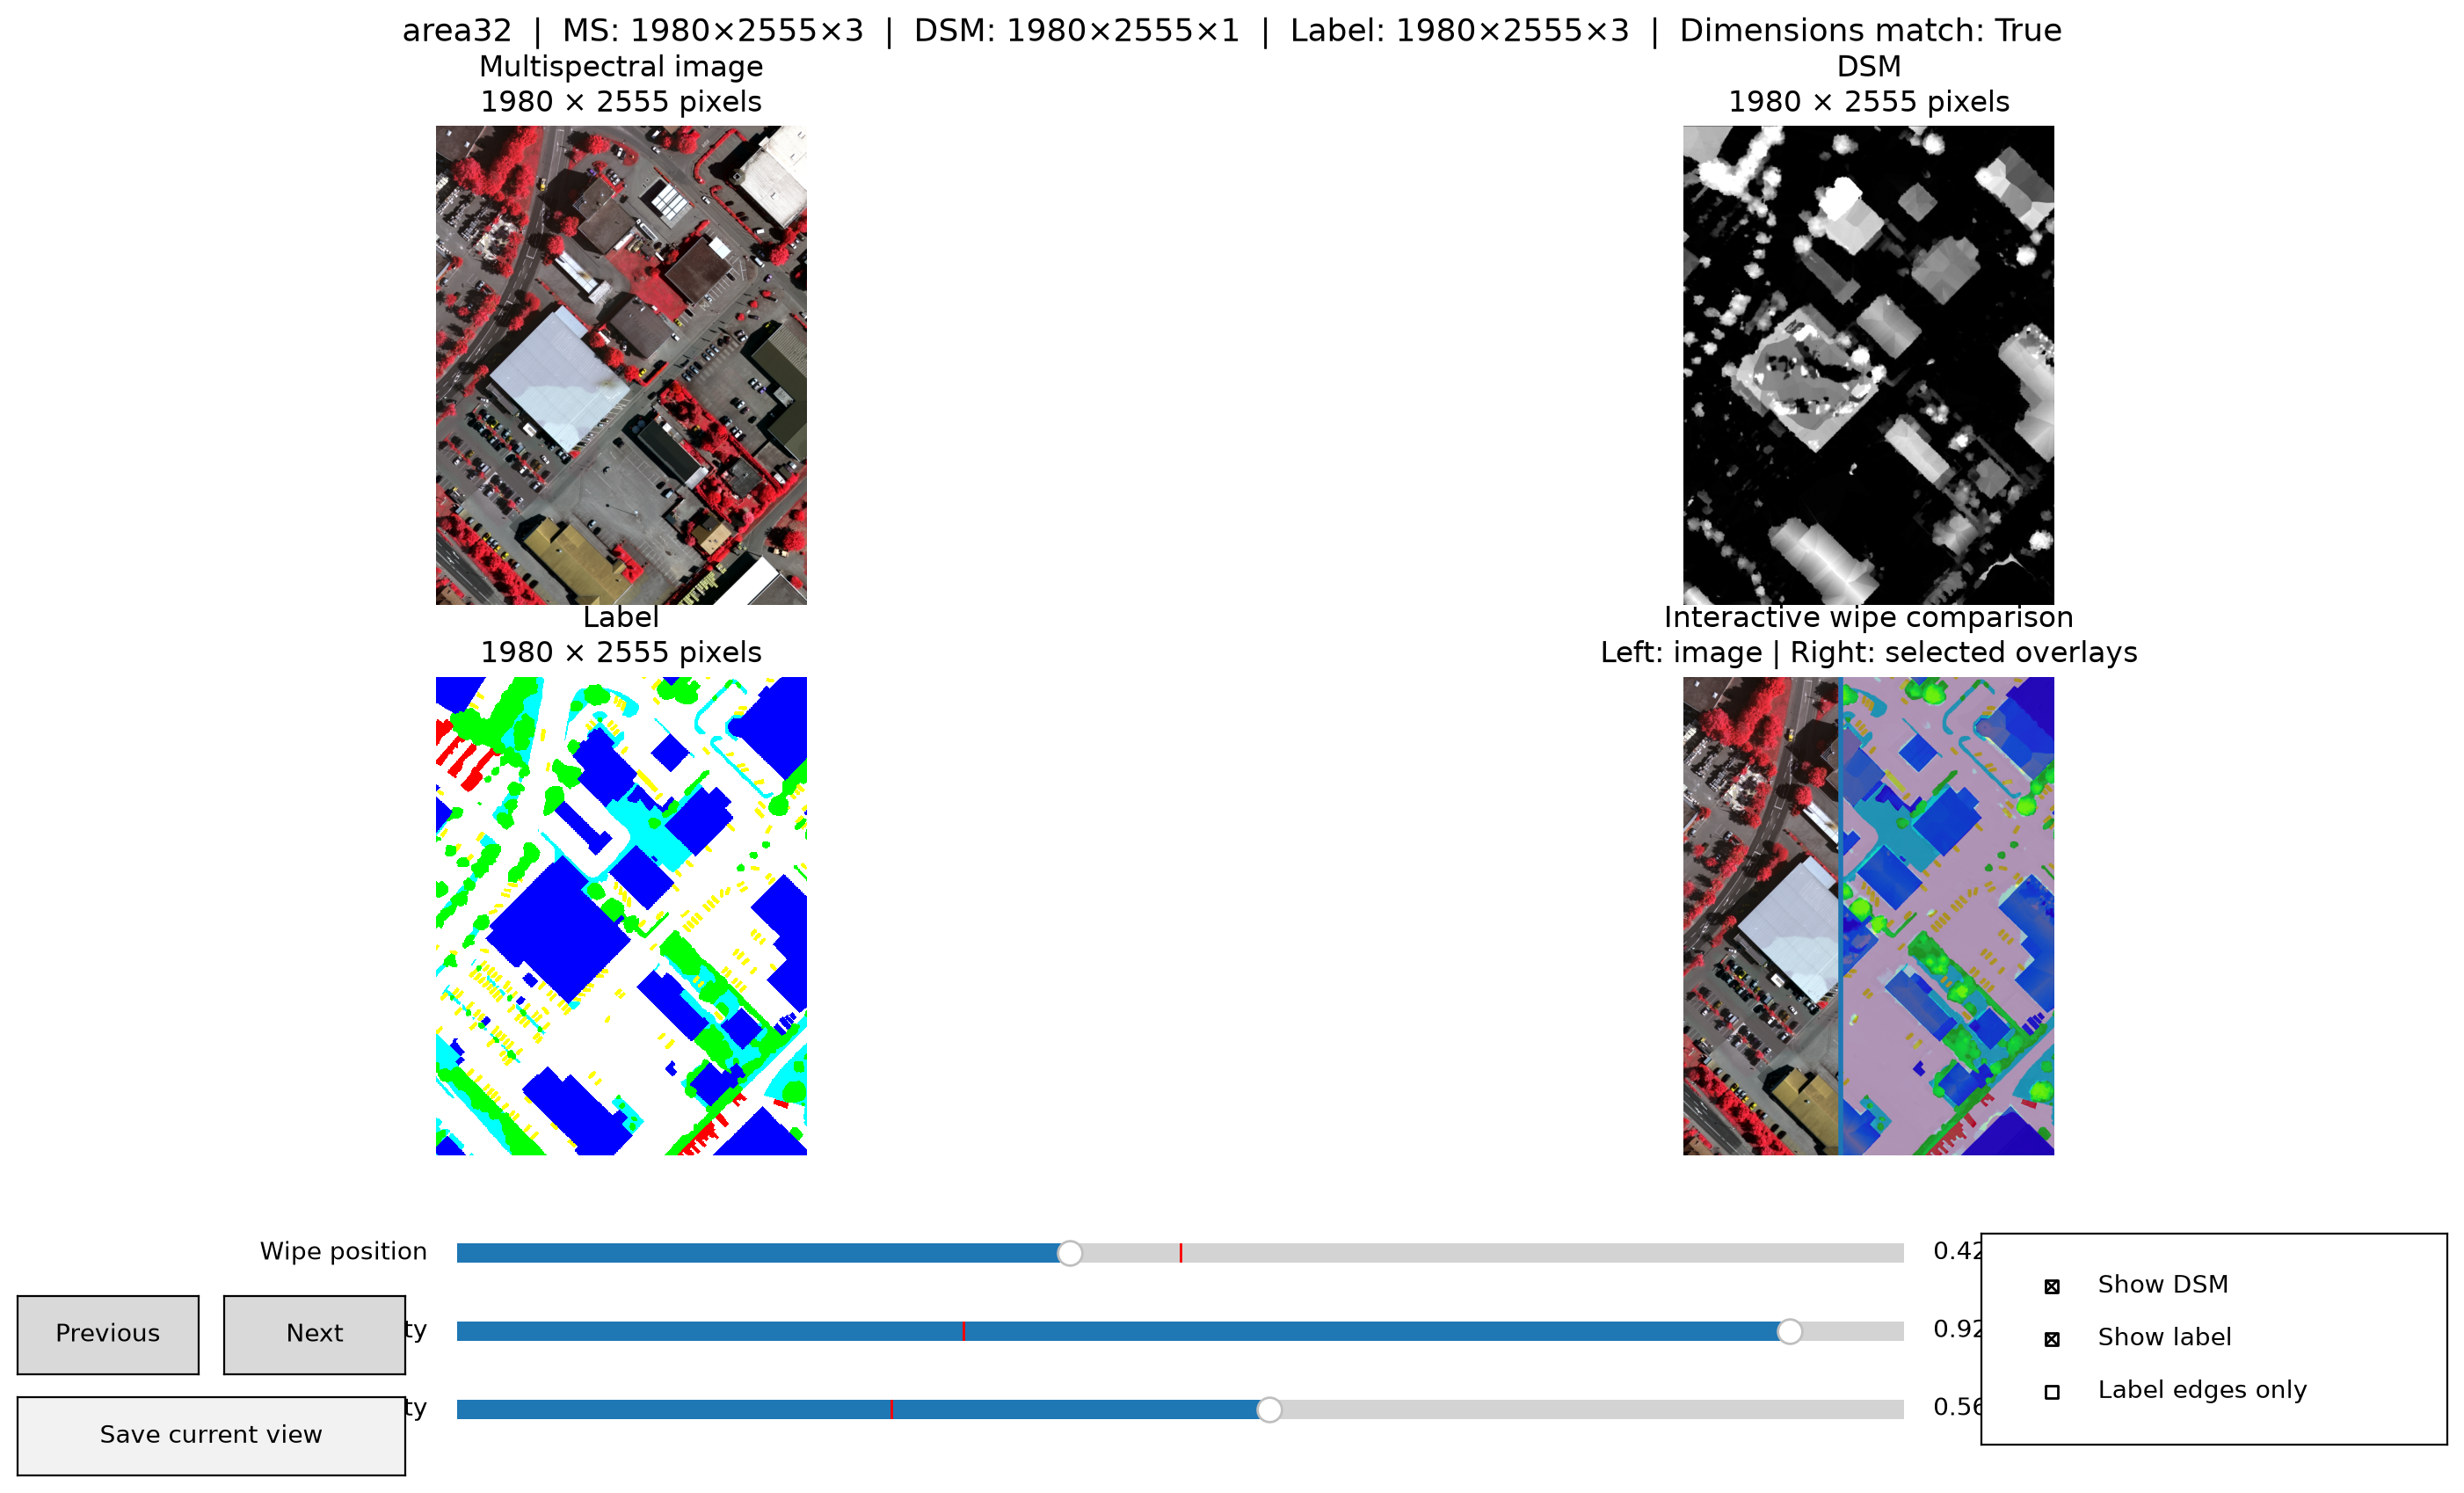 area32 | MS: 1980×2555×3 | DSM: 1980×2555×1 | Label: 1980×2555×3 | Dimensions match: True
Multispectral image
1980 × 2555 pixels
DSM
1980 × 2555 pixels
Label
1980 × 2555 pixels
Interactive wipe comparison
Left: image | Right: selected overlays
Wipe position
0.42
Previous
Next
ty
0.92
Save current view
ty
0.56
Show DSM
Show label
Label edges only